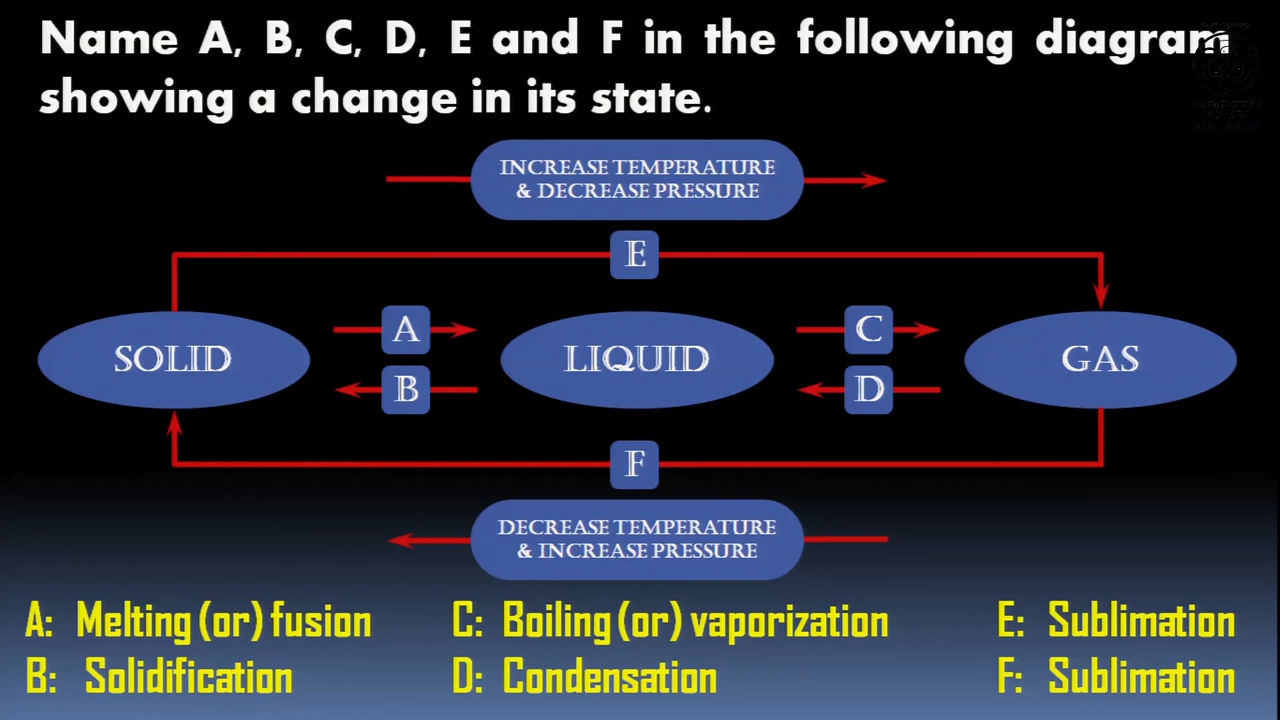 Name A, B, C, D, E and F in the following diagram
showing a change in its state.
INCREASE TEMPERATURE
& DECREASE PRESSURE
E
A
C
SOLID
LIQUID
GAS
B
D
F
DECREASE TEMPERATURE
& INCREASE PRESSURE
A: Melting (or) fusion
C: Boiling (or) vaporization
E: Sublimation
B: Solidification
D: Condensation
F: Sublimation